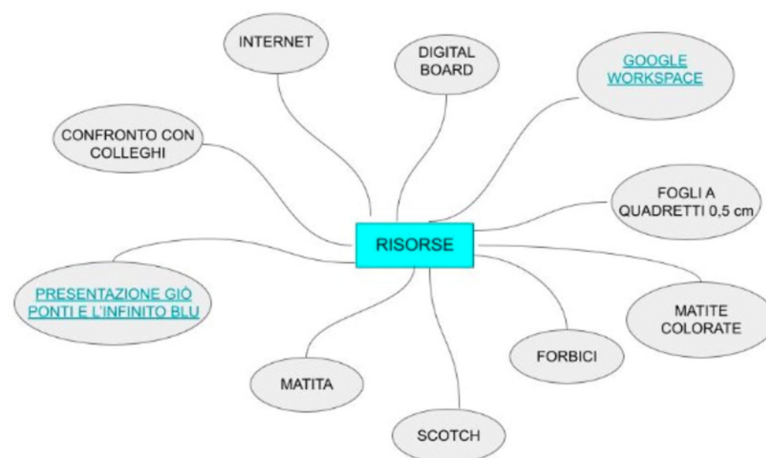 INTERNET
DIGITAL
BOARD
GOOGLE
WORKSPACE
CONFRONTO CON
COLLEGHI
FOGLI A
QUADRETTI 0,5 cm
RISORSE
PRESENTAZIONE GIÒ
PONTI E L'INFINITO BLU
MATITE
COLORATE
FORBICI
MATITA
SCOTCH